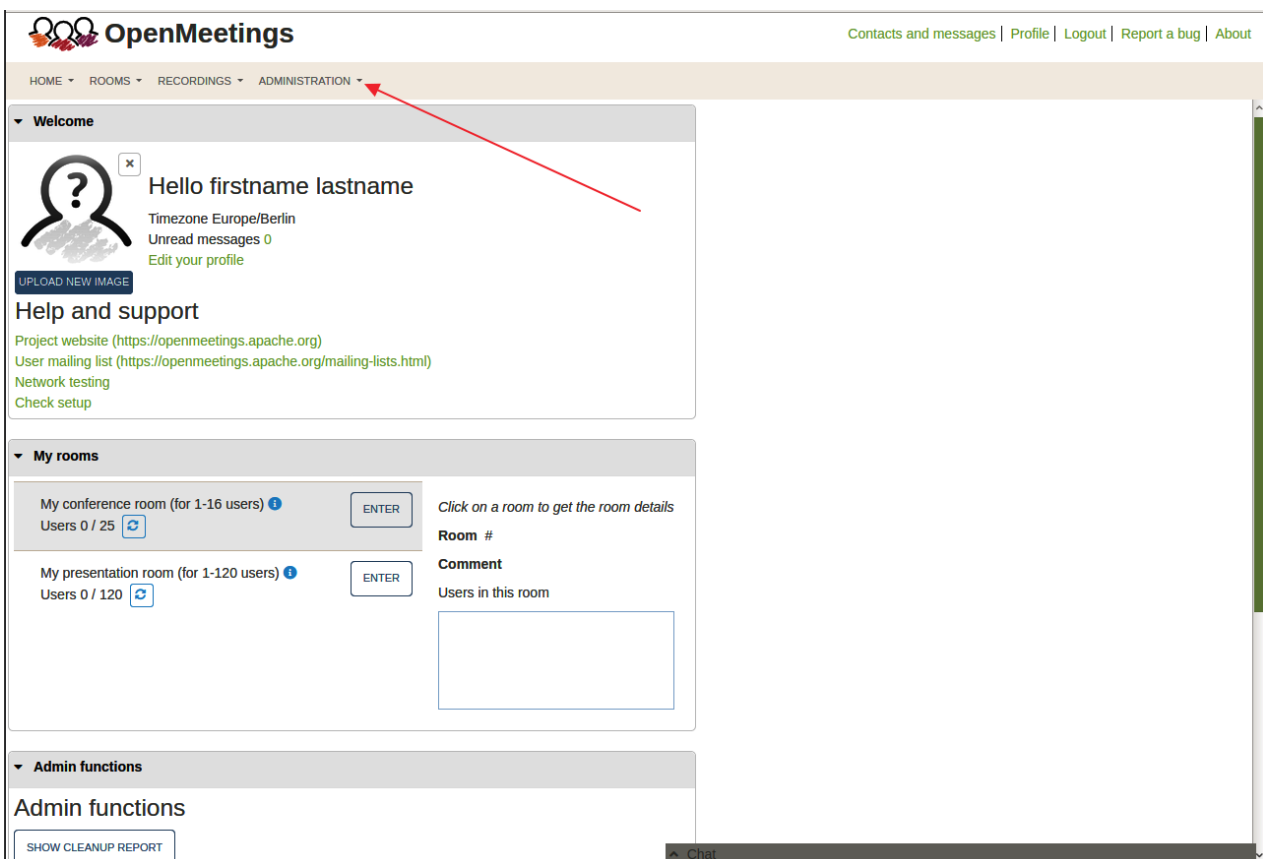 OpenMeetings
Contacts and messages | Profile | Logout | Report a bug | About
HOME ROOMS RECORDINGS ADMINISTRATION
Welcome
Hello firstname lastname
Timezone Europe/Berlin
Unread messages 0
Edit your profile
UPLOAD NEW IMAGE
Help and support
Project website (https://openmeetings.apache.org)
User mailing list (https://openmeetings.apache.org/mailing-lists.html)
Network testing
Check setup
My rooms
My conference room (for 1-16 users)
Users 0 / 25
ENTER
My presentation room (for 1-120 users)
Users 0 / 120
ENTER
Click on a room to get the room details
Room #
Comment
Users in this room
Admin functions
Admin functions
SHOW CLEANUP REPORT
Chat